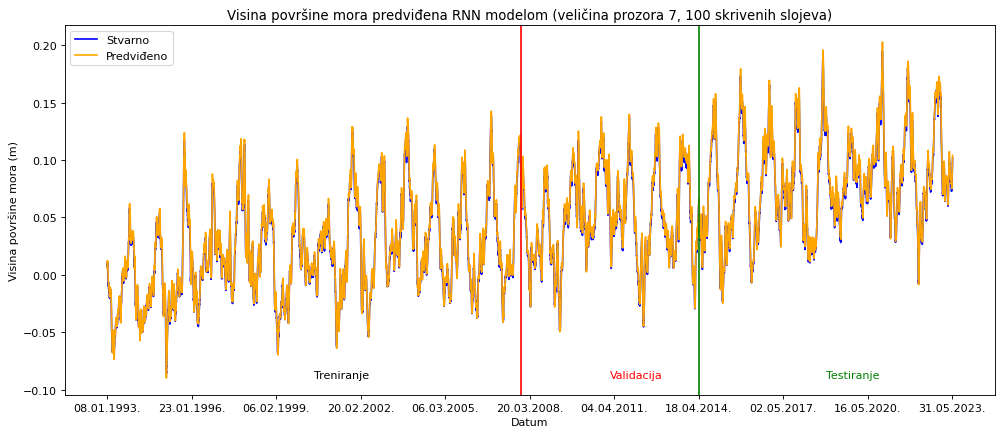 Visina površine mora predviđena RNN modelom (veličina prozora 7, 100 skrivenih slojeva)
Stvarno
Predviđeno
0.20
0.15
0.10
0.05
0.00
−0.05
−0.10
Visina površine mora (m)
Treniranje
Validacija
Testiranje
08.01.1993. 23.01.1996. 06.02.1999. 20.02.2002. 06.03.2005. 20.03.2008. 04.04.2011. 18.04.2014. 02.05.2017. 16.05.2020. 31.05.2023.
Datum